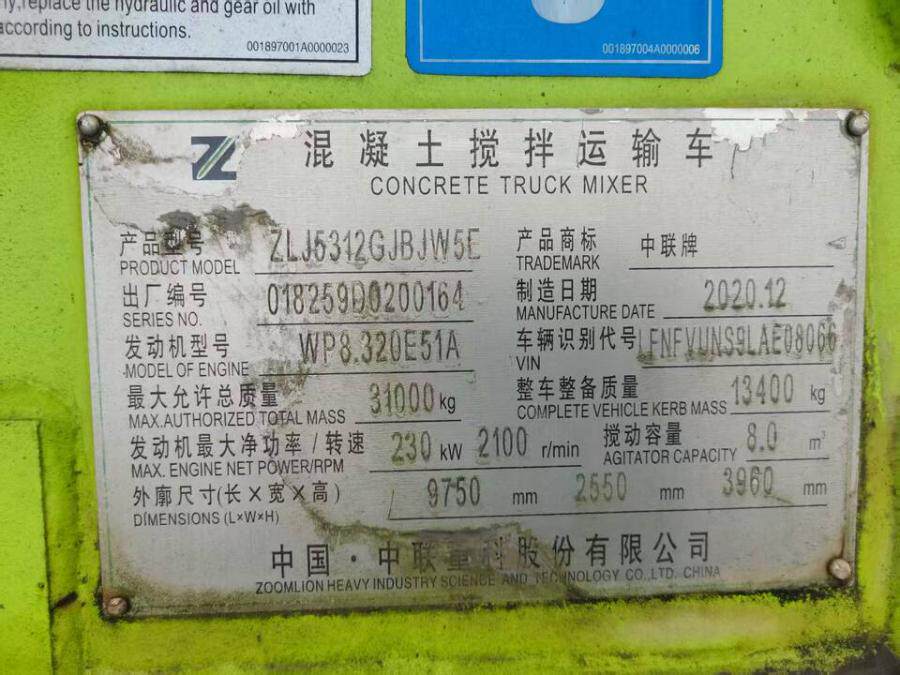 replace the hydraulic and gear oil with
according to instructions.
001897001A0000023
001897004A0000006
混凝土搅拌运输车
CONCRETE TRUCK MIXER
产品型号 ZLJ5312GJBJW5E
PRODUCT MODEL
产品商标 中联牌
TRADEMARK
出厂编号 018259D0200164
SERIES NO.
制造日期 2020.12
MANUFACTURE DATE
发动机型号 WP8.320E51A
MODEL OF ENGINE
车辆识别代号 LFNFVUNS9LAE08066
VIN
最大允许总质量 31000 kg
MAX.AUTHORIZED TOTAL MASS
整车整备质量 13400 kg
COMPLETE VEHICLE KERB MASS
发动机最大净功率/转速 230 kW 2100 r/min
MAX. ENGINE NET POWER/RPM
搅动容量 8.0 m³
AGITATOR CAPACITY
外廓尺寸(长×宽×高) 9750 mm 2550 mm 3960 mm
DIMENSIONS (L×W×H)
中国·中联重科股份有限公司
ZOOMLION HEAVY INDUSTRY SCIENCE AND TECHNOLOGY CO.,LTD. CHINA